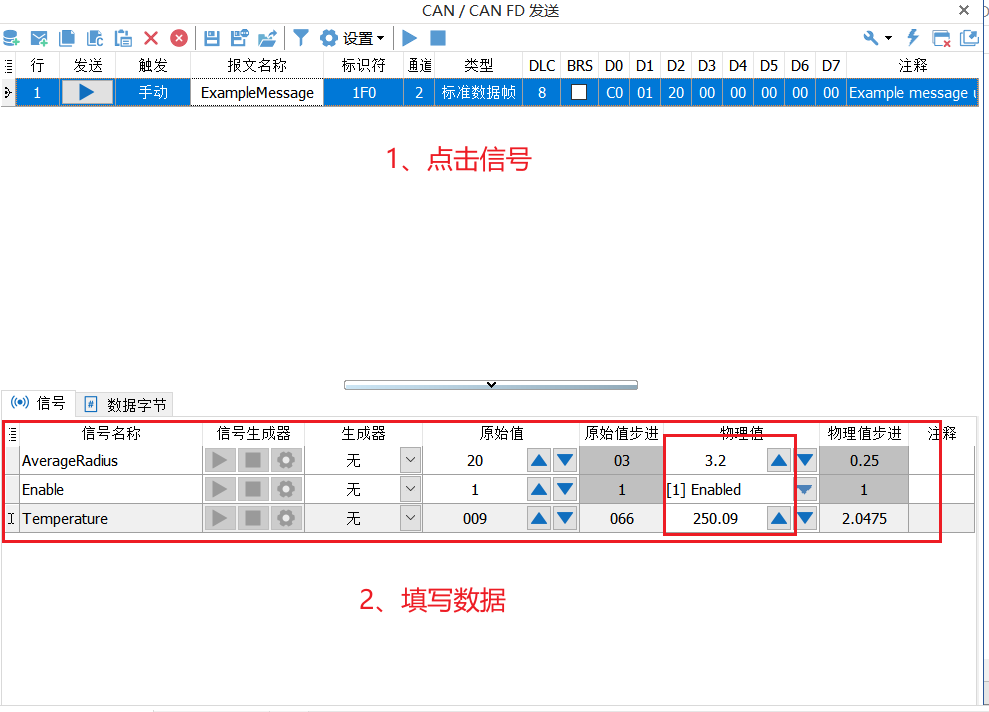 CAN / CAN FD 发送
设置
行 发送 触发 报文名称 标识符 通道 类型 DLC BRS D0 D1 D2 D3 D4 D5 D6 D7 注释
1 手动 ExampleMessage 1F0 2 标准数据帧 8 C0 01 20 00 00 00 00 00 Example message u
1、点击信号
信号 数据字节
信号名称 信号生成器 生成器 原始值 原始值步进 物理值 物理值步进 注释
AverageRadius 无 20 03 3.2 0.25
Enable 无 1 1 [1] Enabled 1
Temperature 无 009 066 250.09 2.0475
2、填写数据